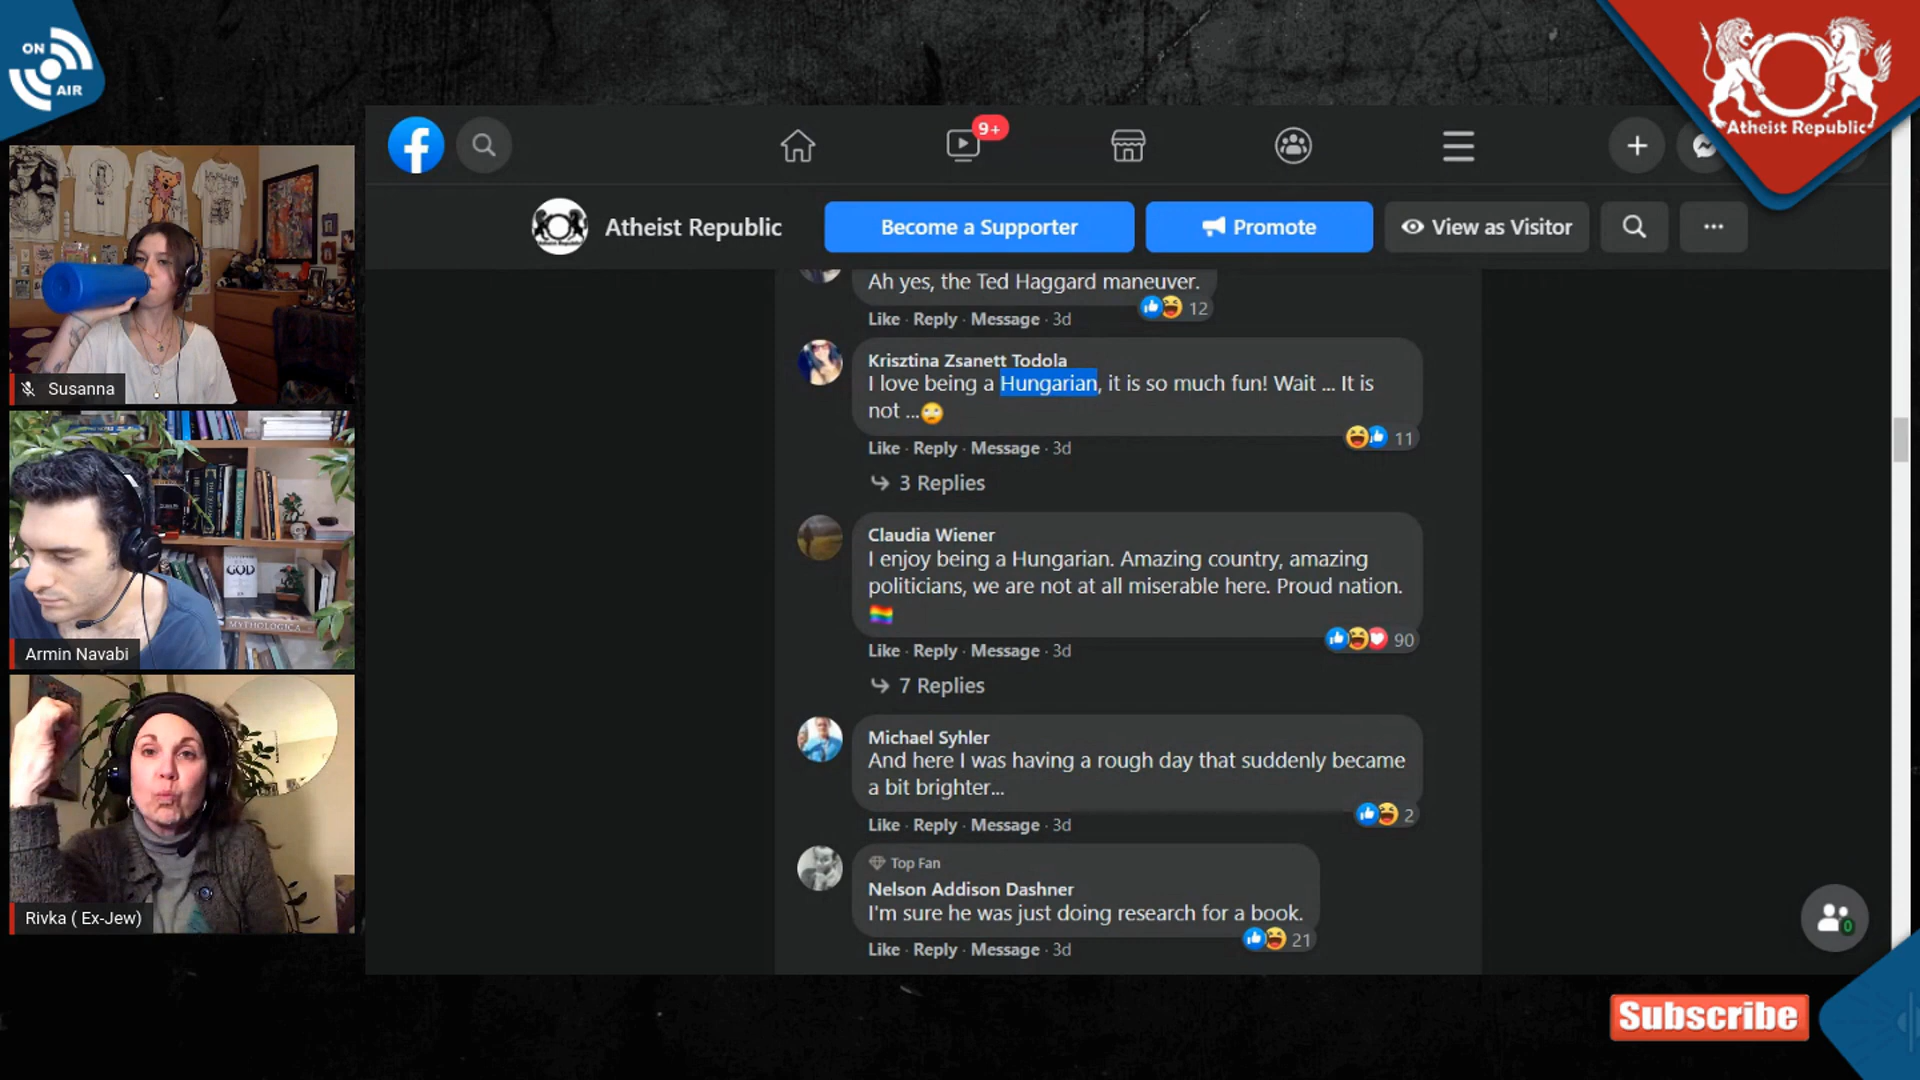 ON
AIR
Atheist Republic
9+
Atheist Republic
Become a Supporter
Promote
View as Visitor
Ah yes, the Ted Haggard maneuver.
12
Like · Reply · Message · 3d
Krisztina Zsanett Todola
I love being a Hungarian, it is so much fun! Wait ... It is
not ...🙄
11
Like · Reply · Message · 3d
3 Replies
Claudia Wiener
I enjoy being a Hungarian. Amazing country, amazing
politicians, we are not at all miserable here. Proud nation.
🏳️‍🌈
90
Like · Reply · Message · 3d
7 Replies
Michael Syhler
And here I was having a rough day that suddenly became
a bit brighter...
2
Like · Reply · Message · 3d
Top Fan
Nelson Addison Dashner
I'm sure he was just doing research for a book.
21
Like · Reply · Message · 3d
0
Susanna
GOD
MYTHOLOGICA
Armin Navabi
Rivka ( Ex-Jew)
Subscribe